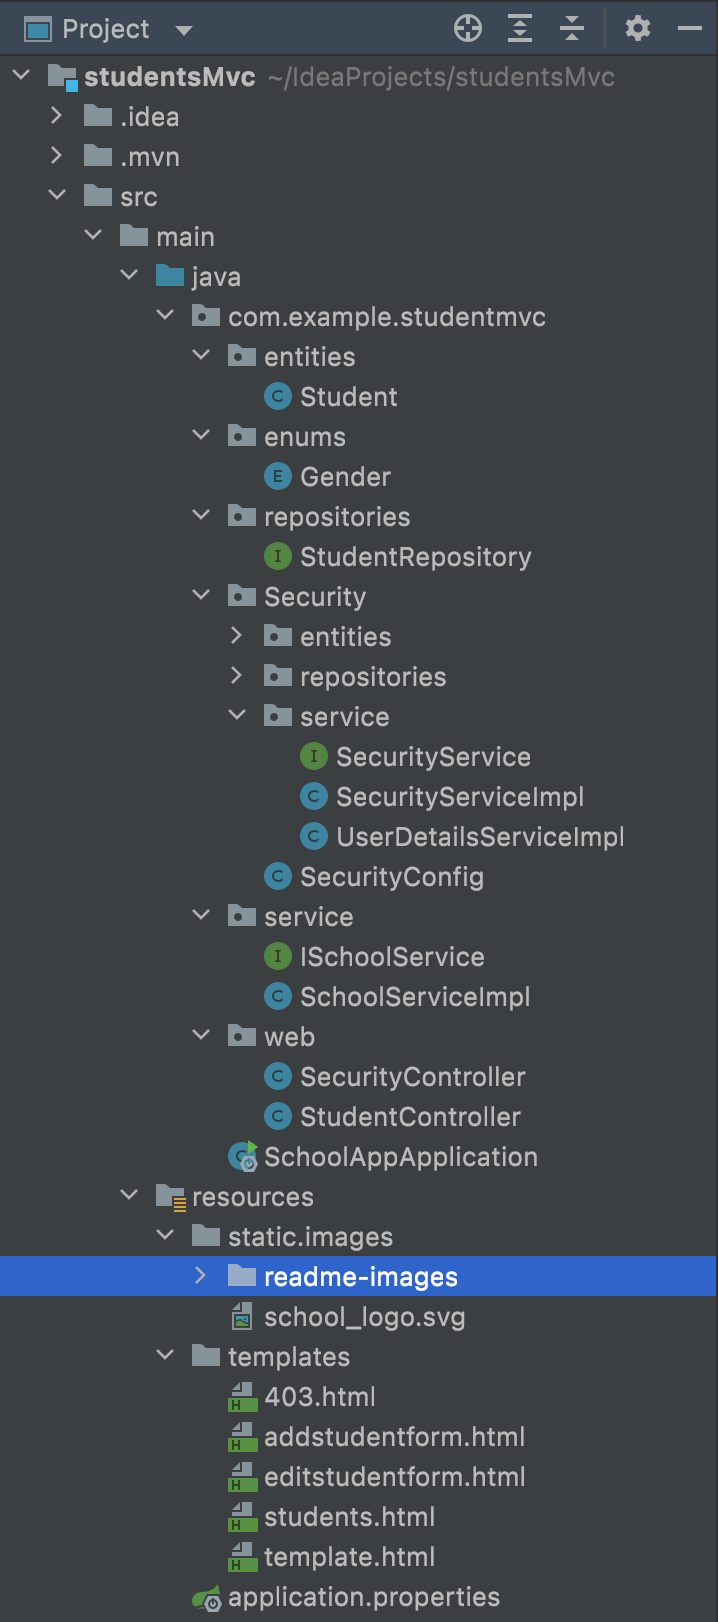 Project
studentsMvc ~/IdeaProjects/studentsMvc
.idea
.mvn
src
main
java
com.example.studentmvc
entities
C Student
enums
E Gender
repositories
I StudentRepository
Security
entities
repositories
service
I SecurityService
C SecurityServiceImpl
C UserDetailsServiceImpl
C SecurityConfig
service
I ISchoolService
C SchoolServiceImpl
web
C SecurityController
C StudentController
C SchoolAppApplication
resources
static.images
readme-images
school_logo.svg
templates
H 403.html
H addstudentform.html
H editstudentform.html
H students.html
H template.html
application.properties